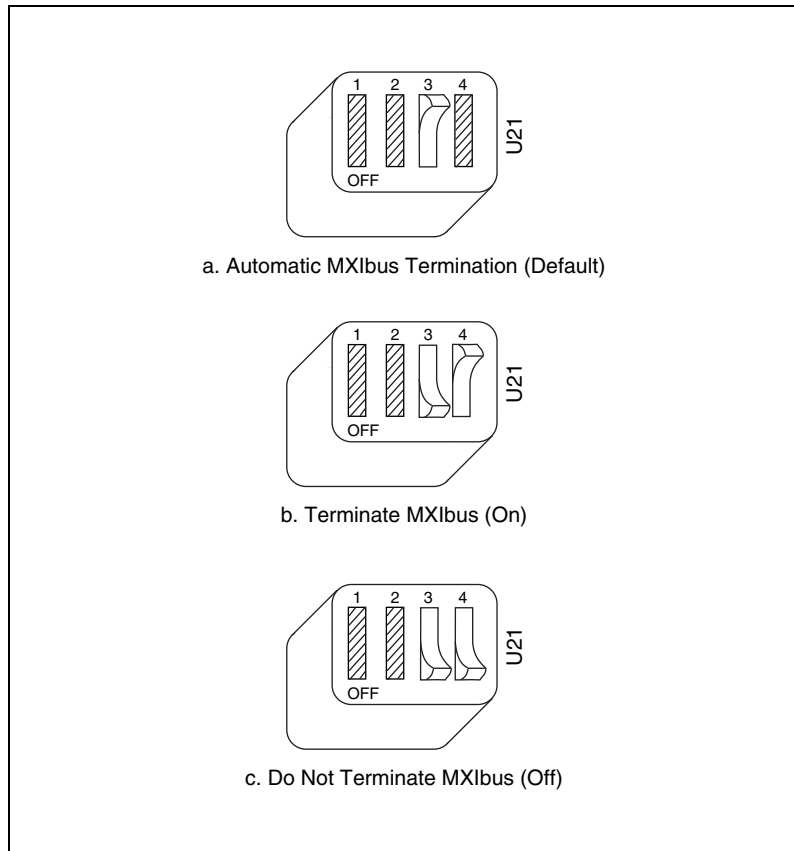 1 2 3 4
OFF
U21
a. Automatic MXIbus Termination (Default)
1 2 3 4
OFF
U21
b. Terminate MXIbus (On)
1 2 3 4
OFF
U21
c. Do Not Terminate MXIbus (Off)